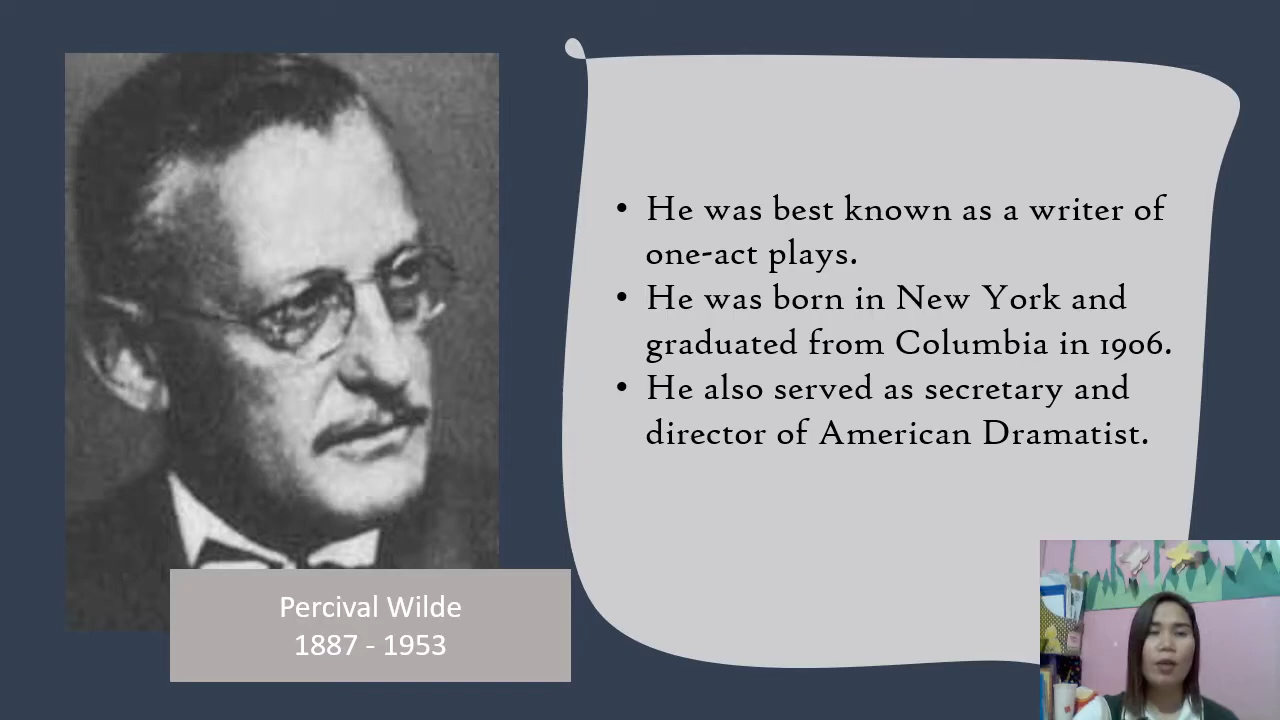 • He was best known as a writer of
one-act plays.
• He was born in New York and
graduated from Columbia in 1906.
• He also served as secretary and
director of American Dramatist.
Percival Wilde
1887 - 1953